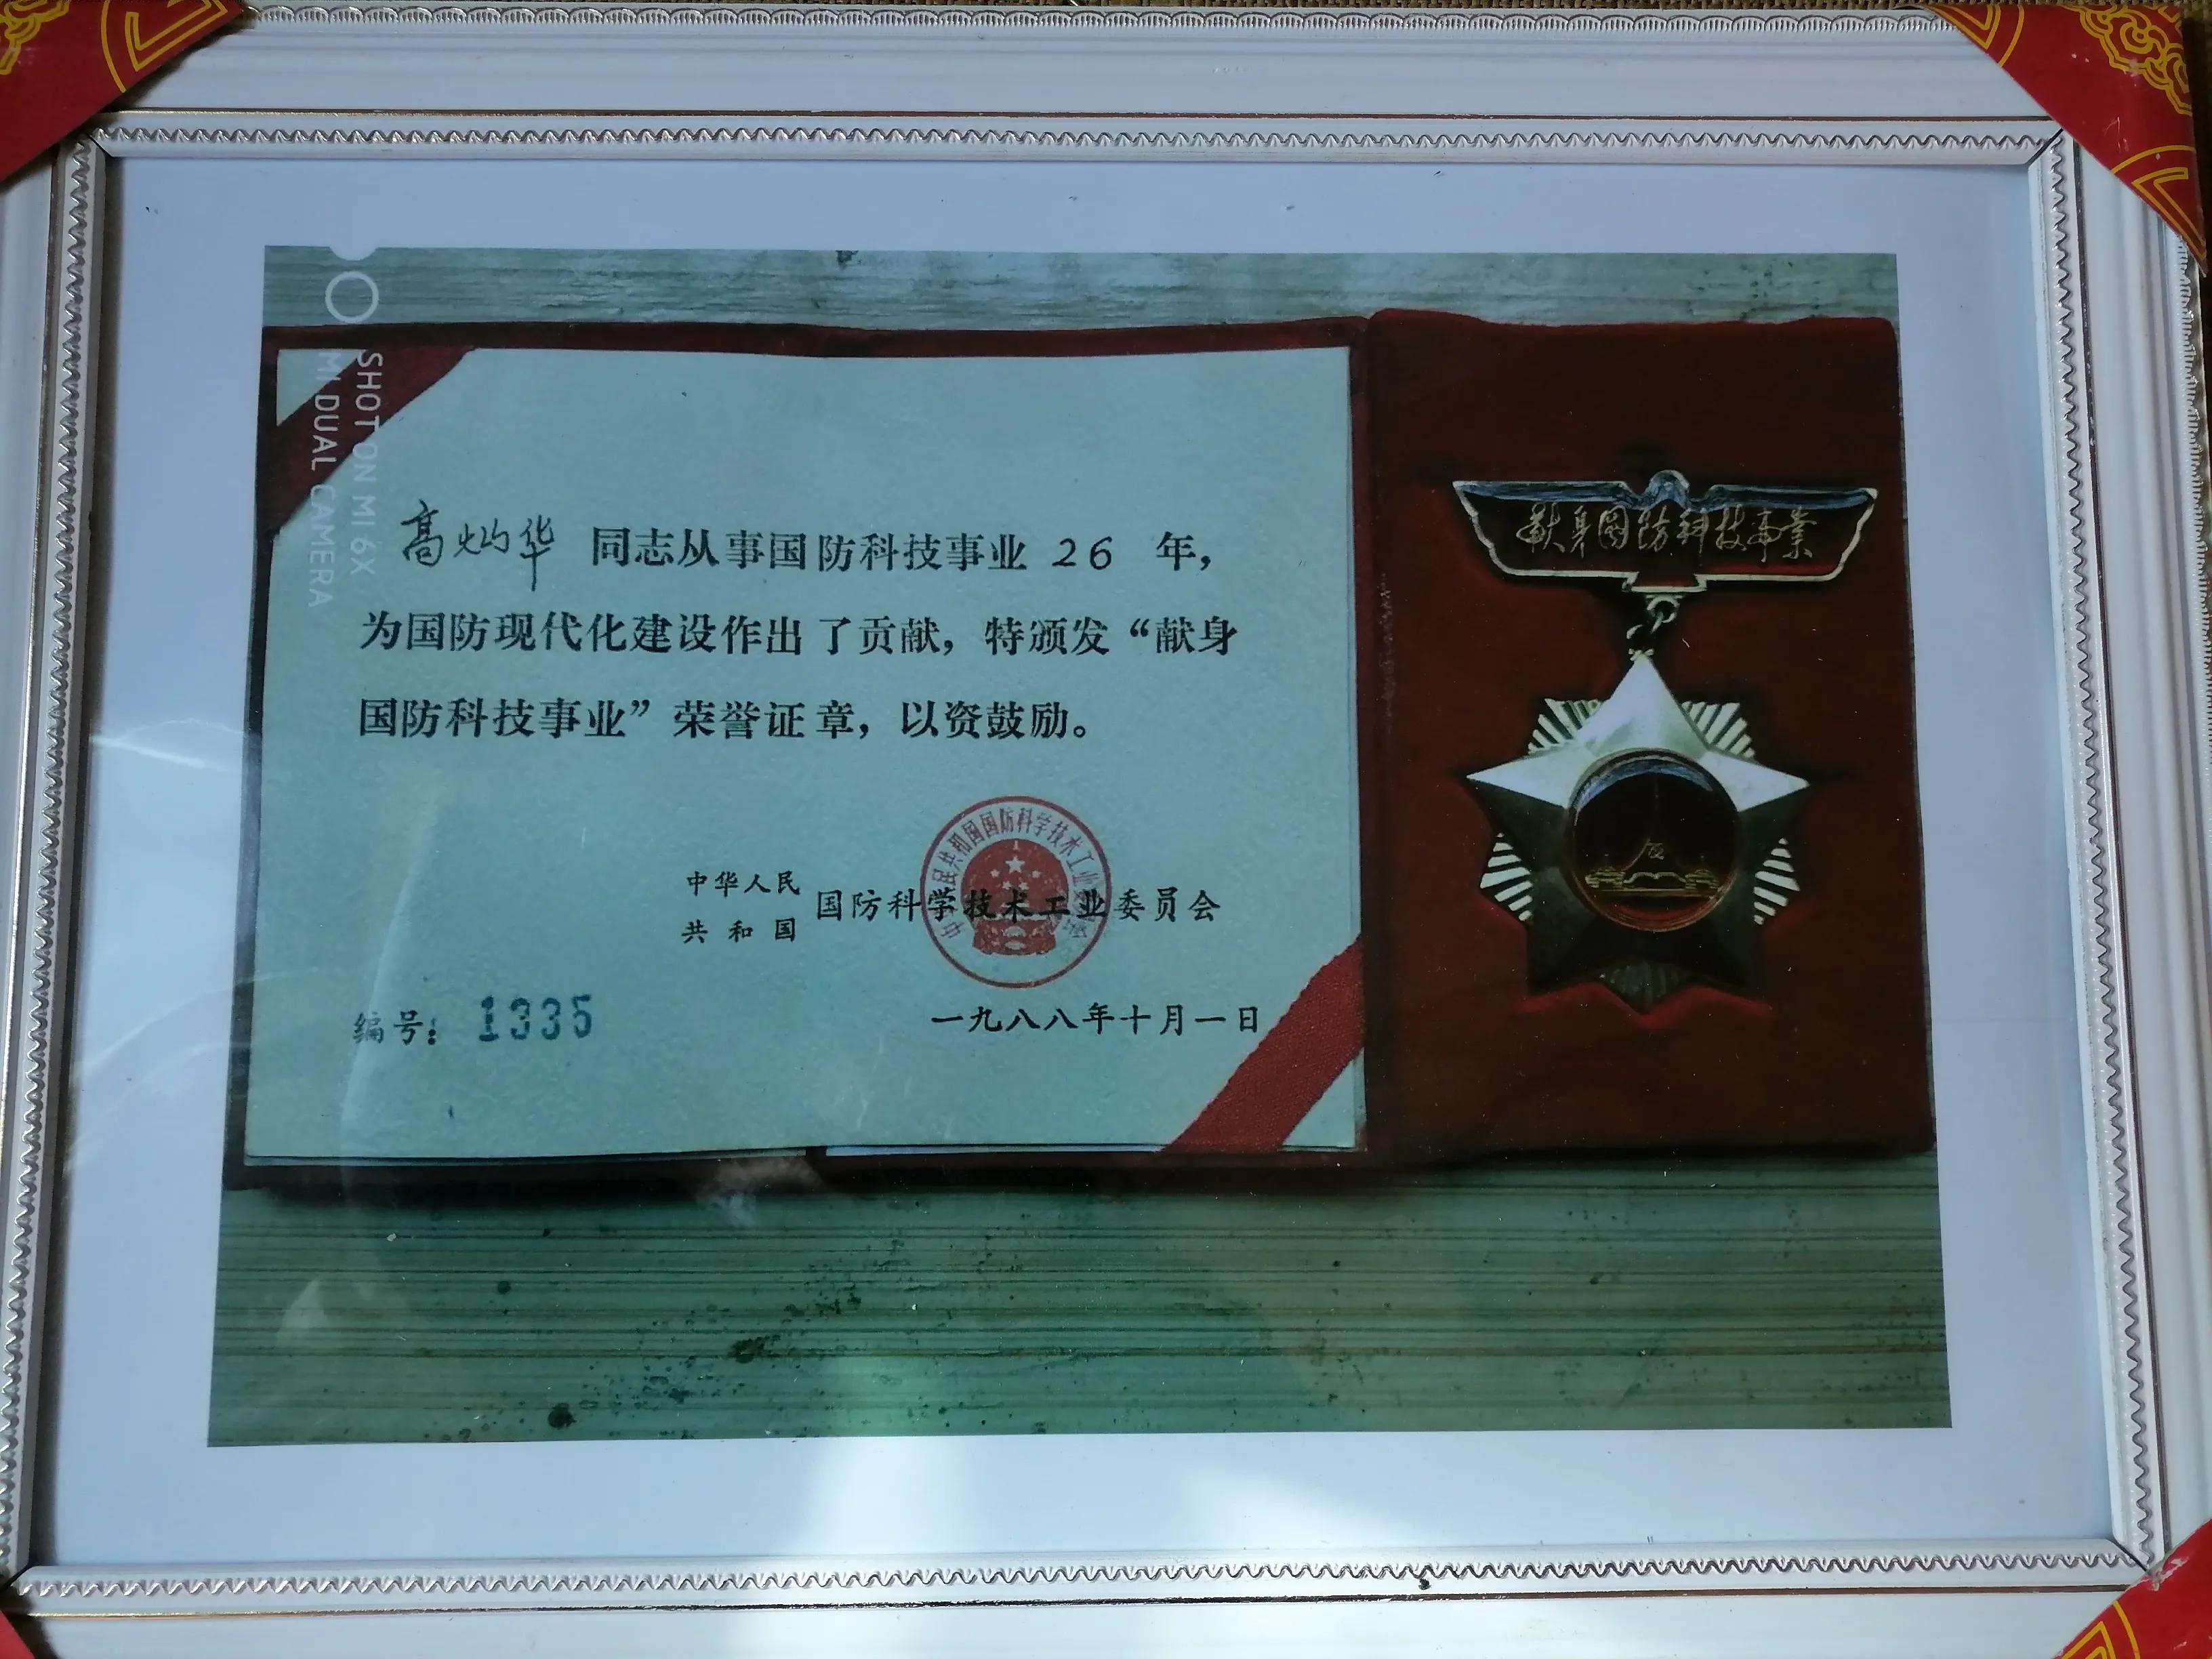 SHOT ON MI 6X
MI DUAL CAMERA
高灿华 同志从事国防科技事业 26 年，
为国防现代化建设作出了贡献，特颁发“献身
国防科技事业”荣誉证章，以资鼓励。
中华人民
共和国
国防科学技术工业委员会
一九八八年十月一日
编号：1335
献身国防科技事业